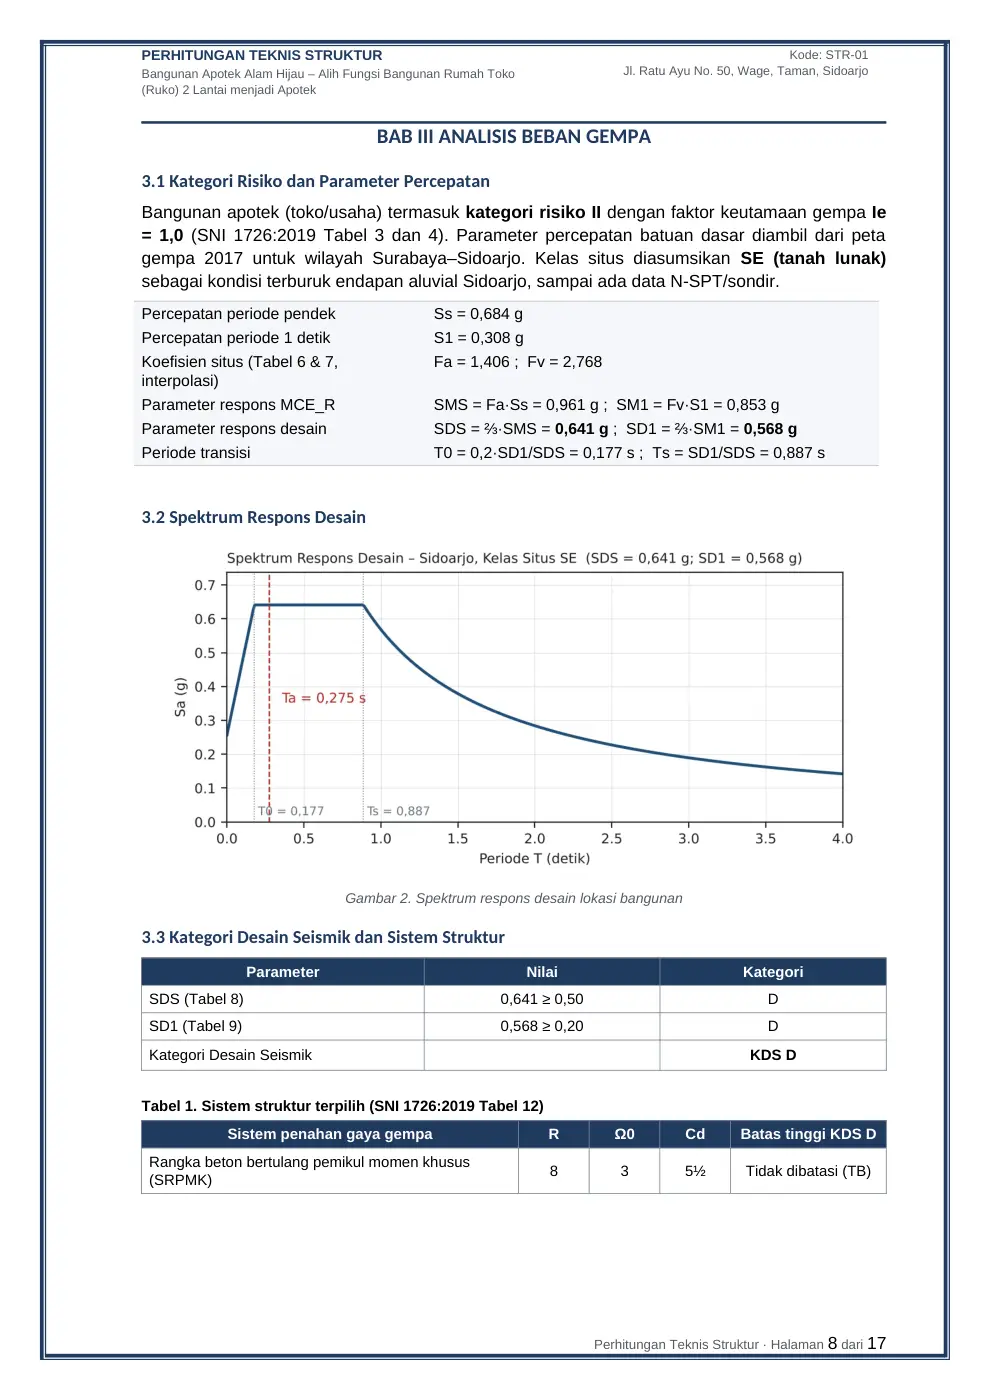 PERHITUNGAN TEKNIS STRUKTUR
Bangunan Apotek Alam Hijau – Alih Fungsi Bangunan Rumah Toko
(Ruko) 2 Lantai menjadi Apotek
Kode: STR-01
Jl. Ratu Ayu No. 50, Wage, Taman, Sidoarjo
BAB III ANALISIS BEBAN GEMPA
3.1 Kategori Risiko dan Parameter Percepatan
Bangunan apotek (toko/usaha) termasuk kategori risiko II dengan faktor keutamaan gempa Ie
= 1,0 (SNI 1726:2019 Tabel 3 dan 4). Parameter percepatan batuan dasar diambil dari peta
gempa 2017 untuk wilayah Surabaya–Sidoarjo. Kelas situs diasumsikan SE (tanah lunak)
sebagai kondisi terburuk endapan aluvial Sidoarjo, sampai ada data N-SPT/sondir.
Percepatan periode pendek Ss = 0,684 g
Percepatan periode 1 detik S1 = 0,308 g
Koefisien situs (Tabel 6 & 7, Fa = 1,406 ; Fv = 2,768
interpolasi)
Parameter respons MCE_R SMS = Fa·Ss = 0,961 g ; SM1 = Fv·S1 = 0,853 g
Parameter respons desain SDS = ⅔·SMS = 0,641 g ; SD1 = ⅔·SM1 = 0,568 g
Periode transisi T0 = 0,2·SD1/SDS = 0,177 s ; Ts = SD1/SDS = 0,887 s
3.2 Spektrum Respons Desain
Spektrum Respons Desain – Sidoarjo, Kelas Situs SE (SDS = 0,641 g; SD1 = 0,568 g)
0.7
0.6
0.5
0.4
0.3
0.2
0.1
0.0
Sa (g)
Ta = 0,275 s
T0 = 0,177
Ts = 0,887
0.0 0.5 1.0 1.5 2.0 2.5 3.0 3.5 4.0
Periode T (detik)
Gambar 2. Spektrum respons desain lokasi bangunan
3.3 Kategori Desain Seismik dan Sistem Struktur
Parameter Nilai Kategori
SDS (Tabel 8) 0,641 ≥ 0,50 D
SD1 (Tabel 9) 0,568 ≥ 0,20 D
Kategori Desain Seismik KDS D
Tabel 1. Sistem struktur terpilih (SNI 1726:2019 Tabel 12)
Sistem penahan gaya gempa R Ω0 Cd Batas tinggi KDS D
Rangka beton bertulang pemikul momen khusus
(SRPMK) 8 3 5½ Tidak dibatasi (TB)
Perhitungan Teknis Struktur · Halaman 8 dari 17